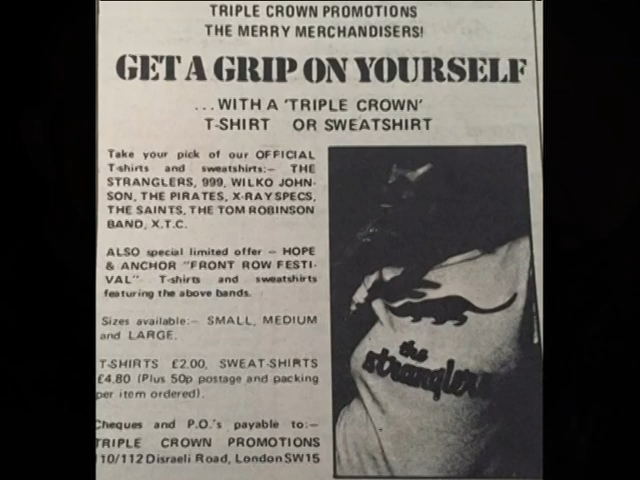 TRIPLE CROWN PROMOTIONS
THE MERRY MERCHANDISERS!
GET A GRIP ON YOURSELF
...WITH A 'TRIPLE CROWN'
T-SHIRT OR SWEATSHIRT
Take your pick of our OFFICIAL
T-shirts and sweatshirts:- THE
STRANGLERS, 999, WILKO JOHN-
SON, THE PIRATES, X-RAY SPECS,
THE SAINTS, THE TOM ROBINSON
BAND, X.T.C.
ALSO special limited offer - HOPE
& ANCHOR "FRONT ROW FESTI-
VAL" T-shirts and sweatshirts
featuring the above bands.
Sizes available:- SMALL, MEDIUM
and LARGE.
T-SHIRTS £2.00, SWEAT-SHIRTS
£4.80 (Plus 50p postage and packing
per item ordered).
Cheques and P.O.'s payable to:-
TRIPLE CROWN PROMOTIONS
10/112 Disraeli Road, London SW15
the
stranglers